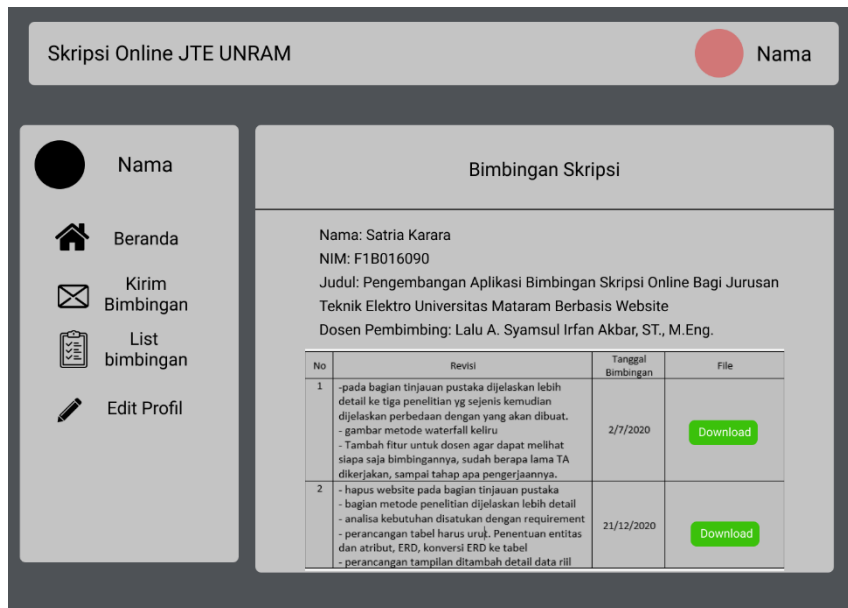 Skripsi Online JTE UNRAM
Nama
Nama
Beranda
Kirim
Bimbingan
List
bimbingan
Edit Profil
Bimbingan Skripsi
Nama: Satria Karara
NIM: F1B016090
Judul: Pengembangan Aplikasi Bimbingan Skripsi Online Bagi Jurusan
Teknik Elektro Universitas Mataram Berbasis Website
Dosen Pembimbing: Lalu A. Syamsul Irfan Akbar, ST., M.Eng.
No Revisi Tanggal Bimbingan File
1
-pada bagian tinjauan pustaka dijelaskan lebih
detail ke tiga penelitian yg sejenis kemudian
dijelaskan perbedaan dengan yang akan dibuat.
- gambar metode waterfall keliru
- Tambah fitur untuk dosen agar dapat melihat
siapa saja bimbingannya, sudah berapa lama TA
dikerjakan, sampai tahap apa pengerjaannya.
2/7/2020
Download
2
- hapus website pada bagian tinjauan pustaka
- bagian metode penelitian dijelaskan lebih detail
- analisa kebutuhan disatukan dengan requirement
- perancangan tabel harus urut. Penentuan entitas
dan atribut, ERD, konversi ERD ke tabel
- perancangan tampilan ditambah detail data riil
21/12/2020
Download